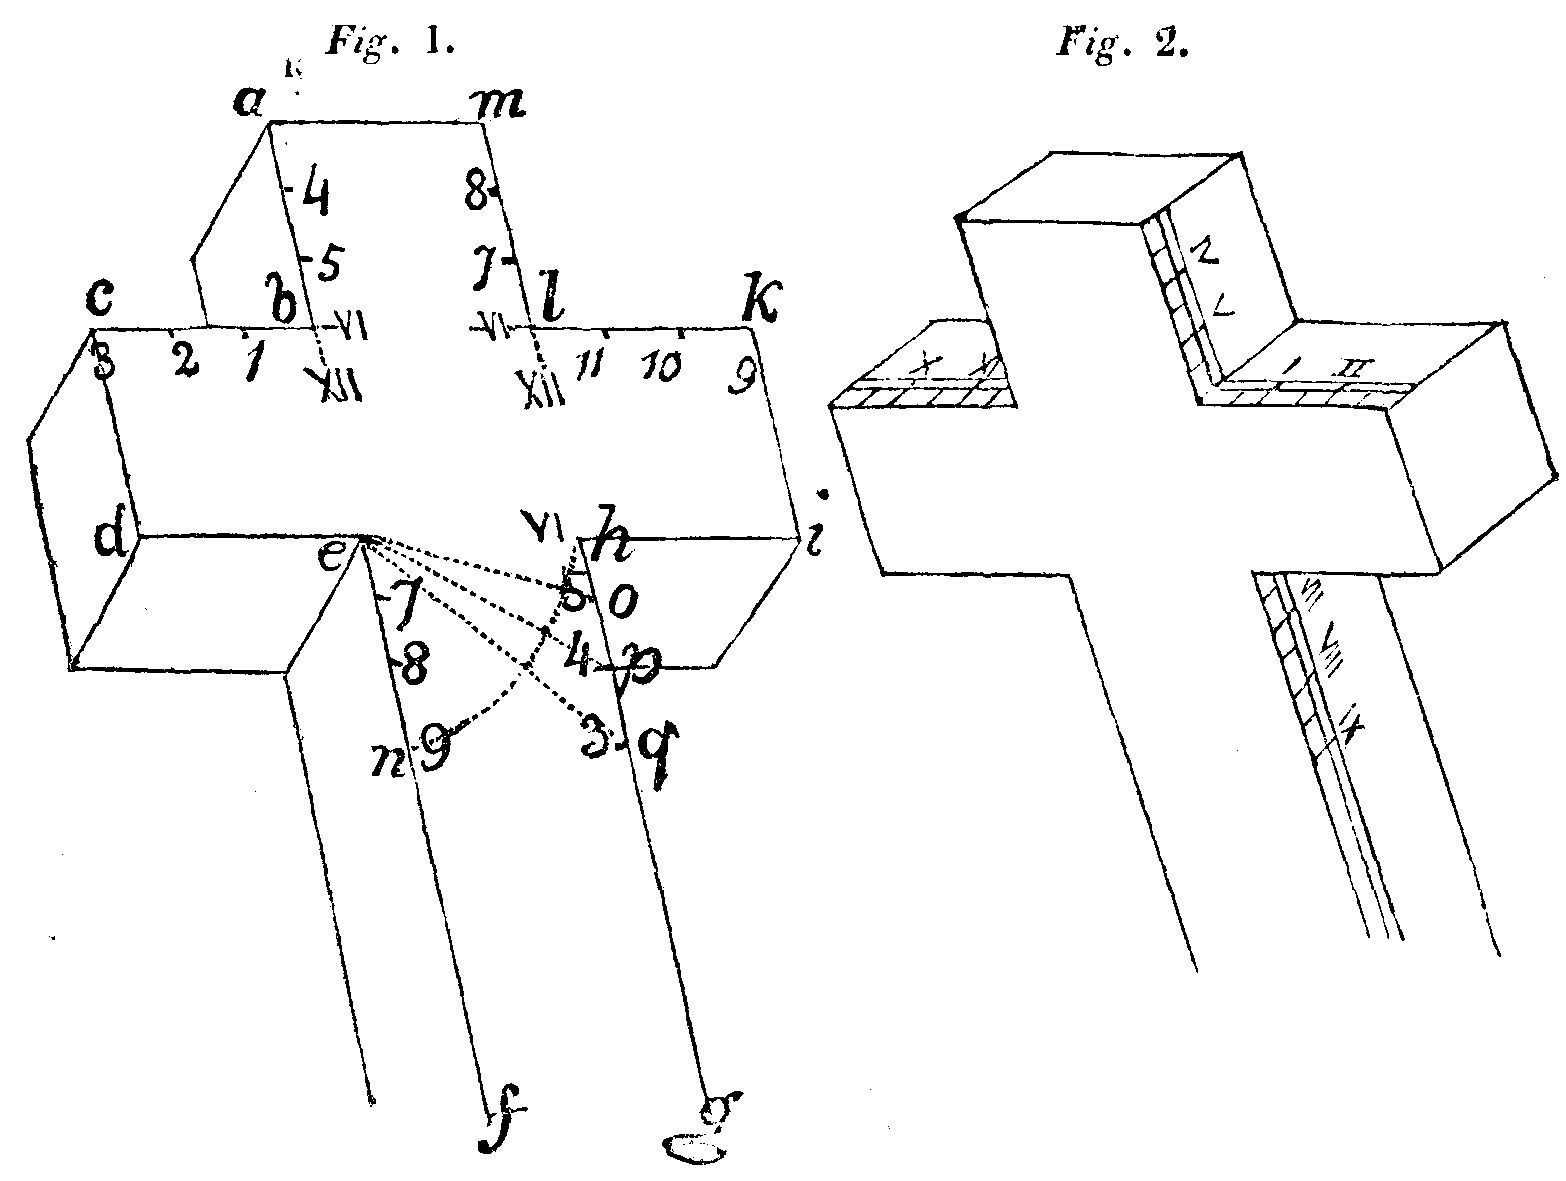 Fig. 1. Fig. 2.
a m
4 8
5 7
c b VI VI l k
3 2 1 XII XII 11 10 9
d e VI h i
7 5 o
8 4 p
n 9 3 q
f g
X XI I II
VII
VIII
IX